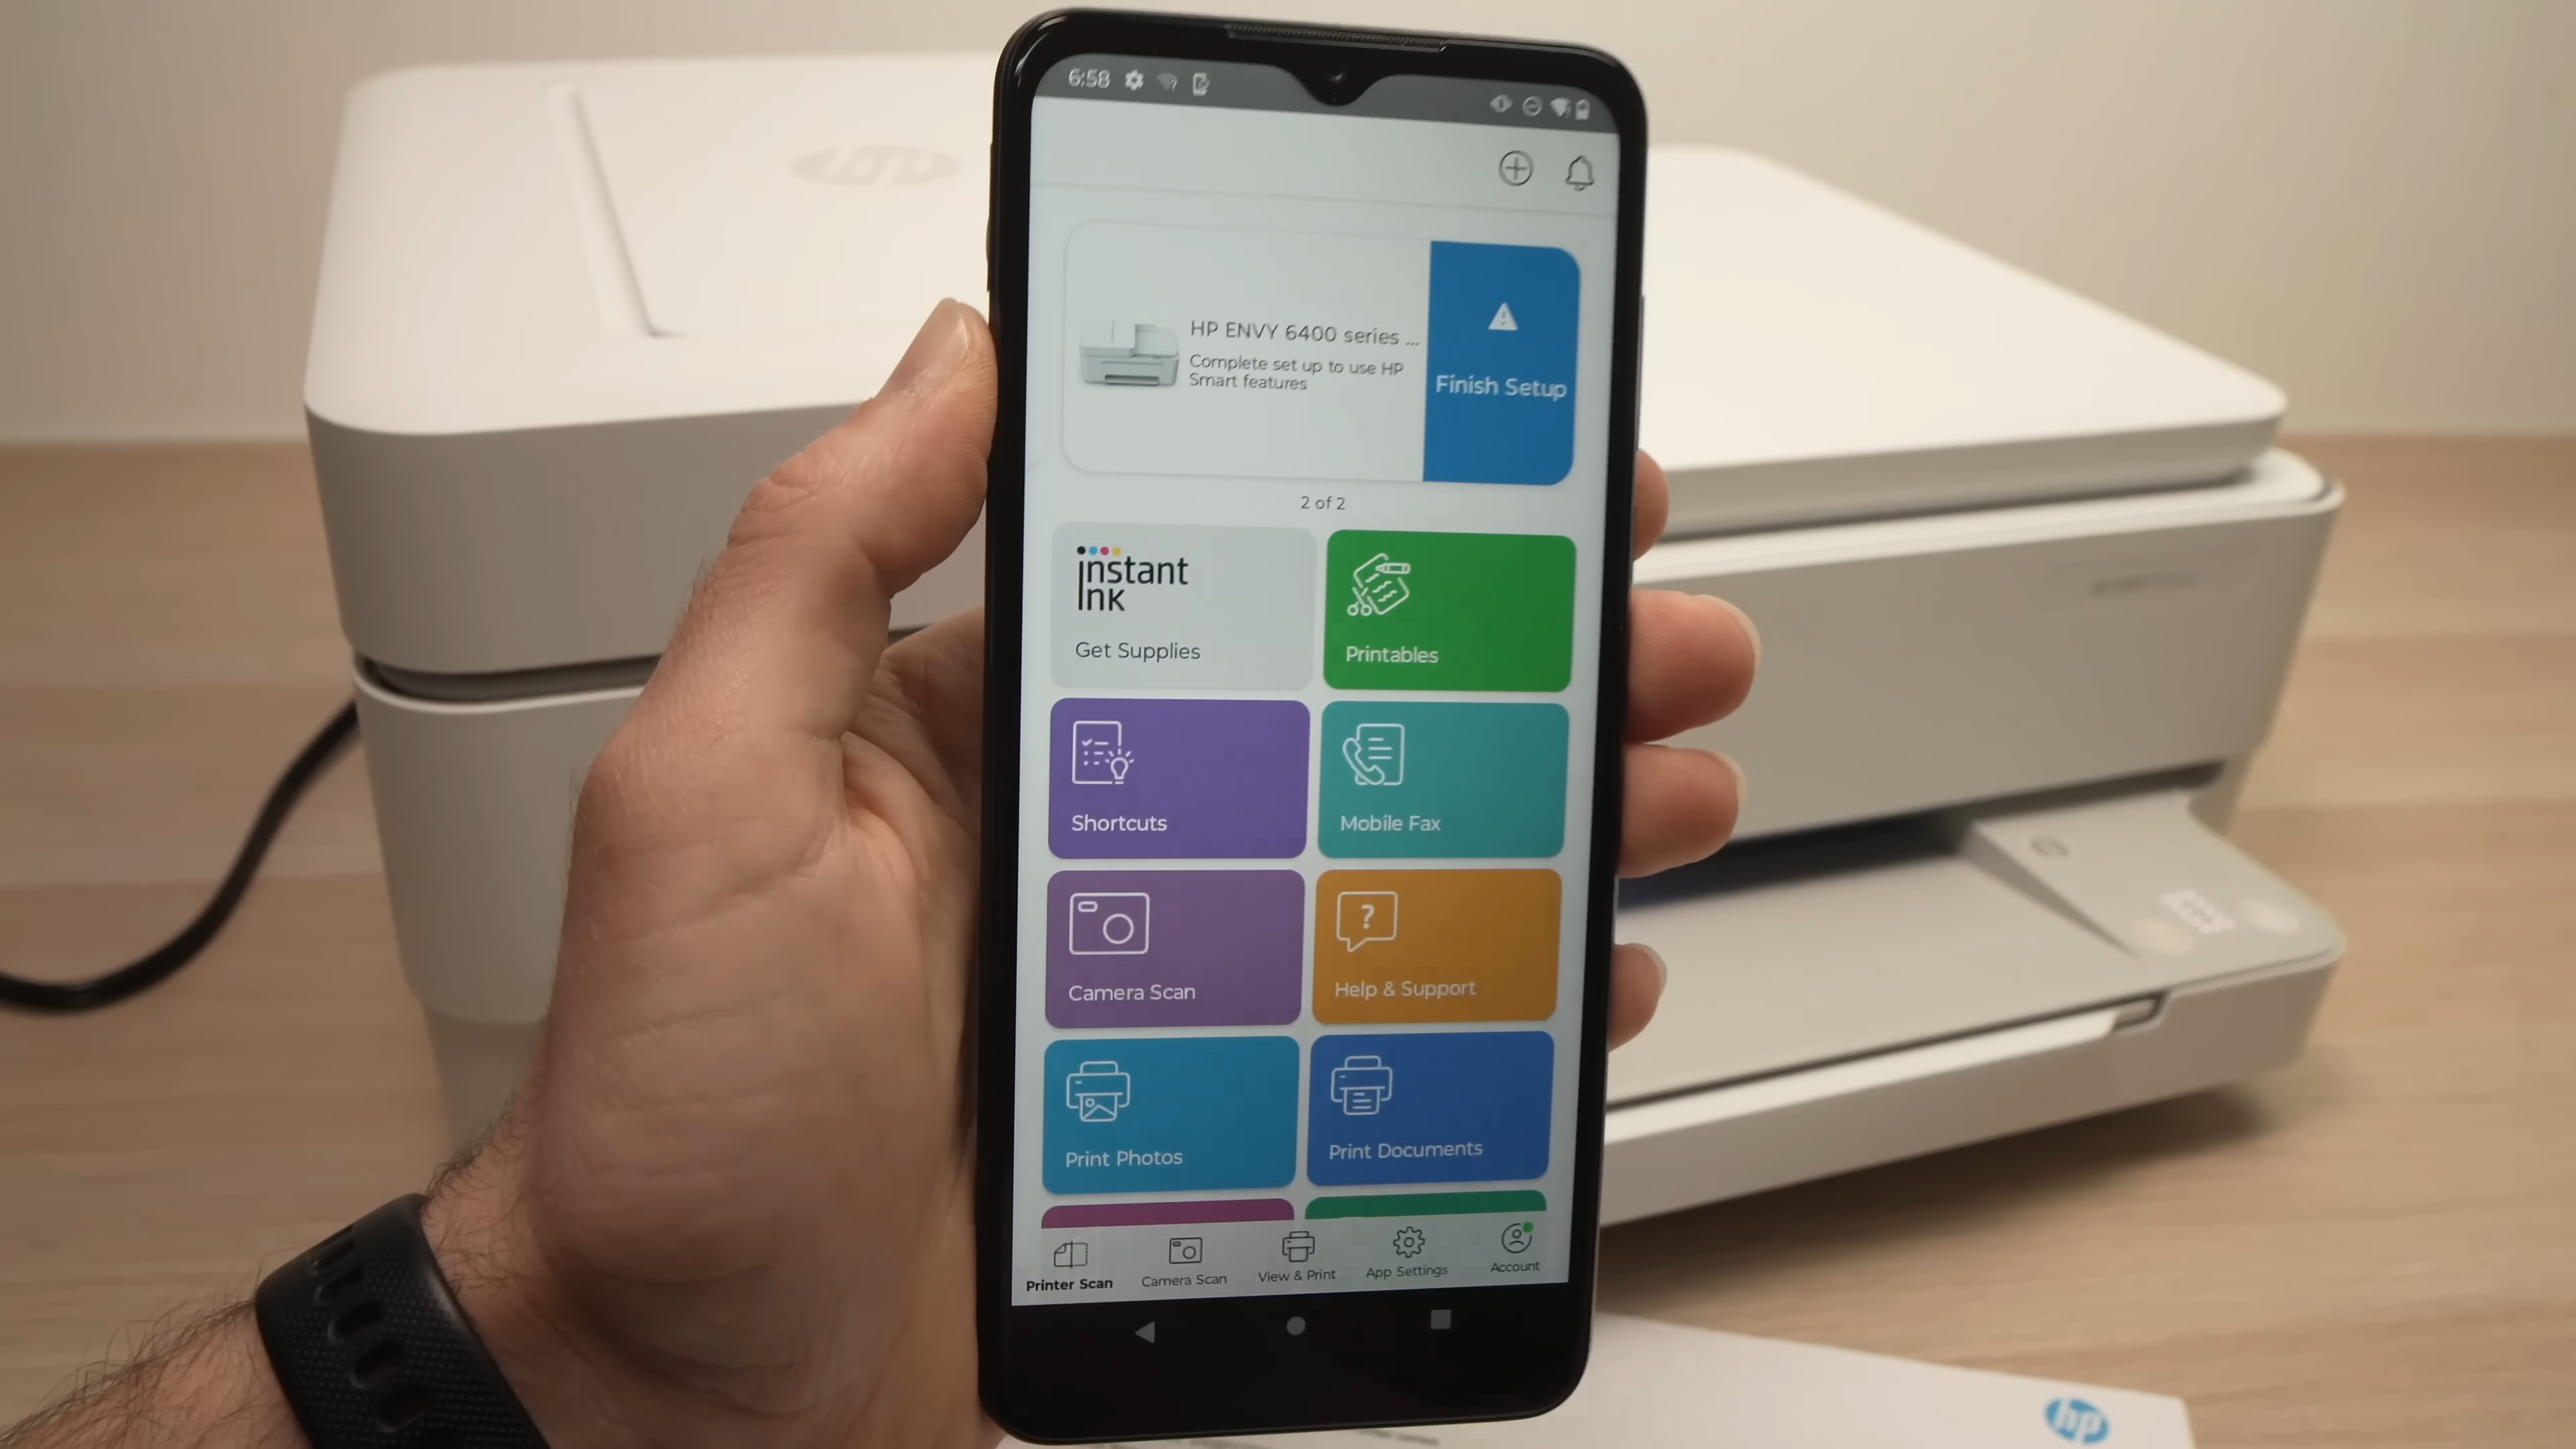 6:58
hp
HP ENVY 6400 series ...
Complete set up to use HP
Smart features
Finish Setup
2 of 2
instant
ink
Get Supplies
Printables
Shortcuts
Mobile Fax
Camera Scan
?
Help & Support
Print Photos
Print Documents
Printer Scan
Camera Scan
View & Print
App Settings
Account
hp